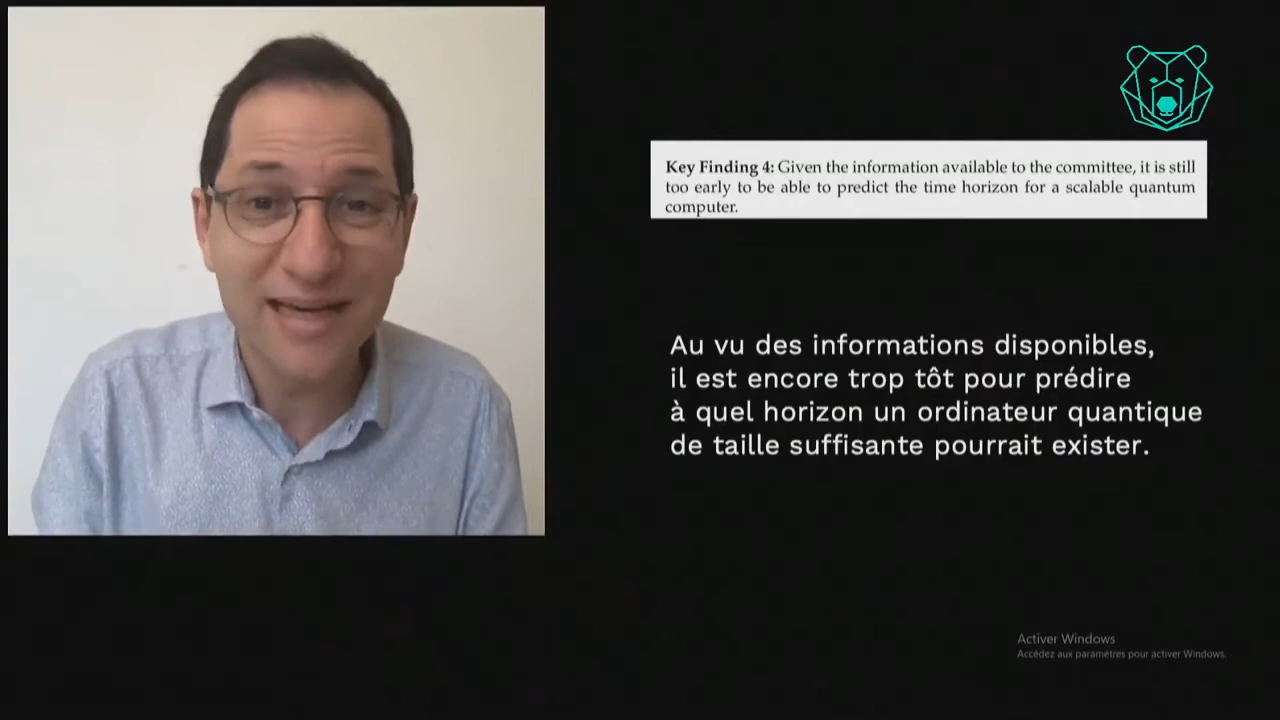 Key Finding 4: Given the information available to the committee, it is still
too early to be able to predict the time horizon for a scalable quantum
computer.
Au vu des informations disponibles,
il est encore trop tôt pour prédire
à quel horizon un ordinateur quantique
de taille suffisante pourrait exister.
Activer Windows
Accédez aux paramètres pour activer Windows.